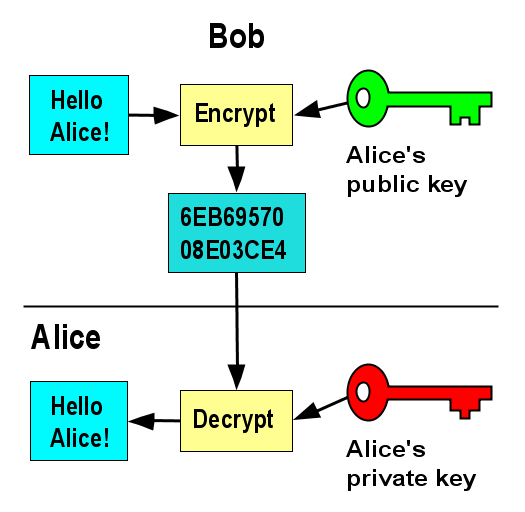 Bob
Hello
Alice!
Encrypt
Alice's
public key
6EB69570
08E03CE4
Alice
Hello
Alice!
Decrypt
Alice's
private key